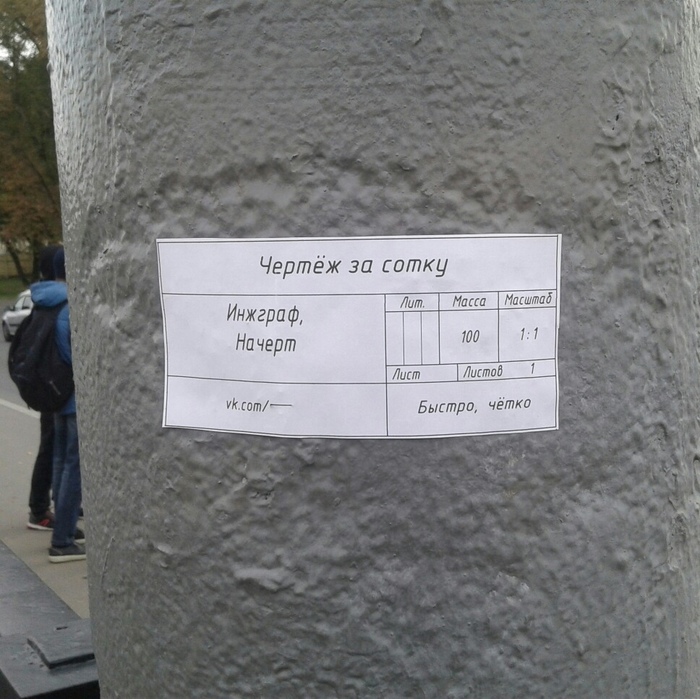 Чертёж за сотку
Инжграф,
Начерт
Лит. Масса Масштаб
100 1:1
Лист Листов 1
vk.com/
Быстро, чётко